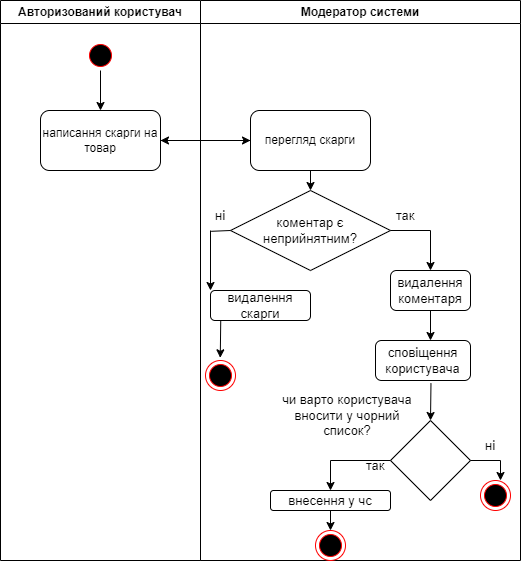 Авторизований користувач
Модератор системи
написання скарги на
товар
перегляд скарги
ні
так
коментар є
неприйнятним?
видалення
скарги
видалення
коментаря
сповіщення
користувача
чи варто користувача
вносити у чорний
список?
так
ні
внесення у чс